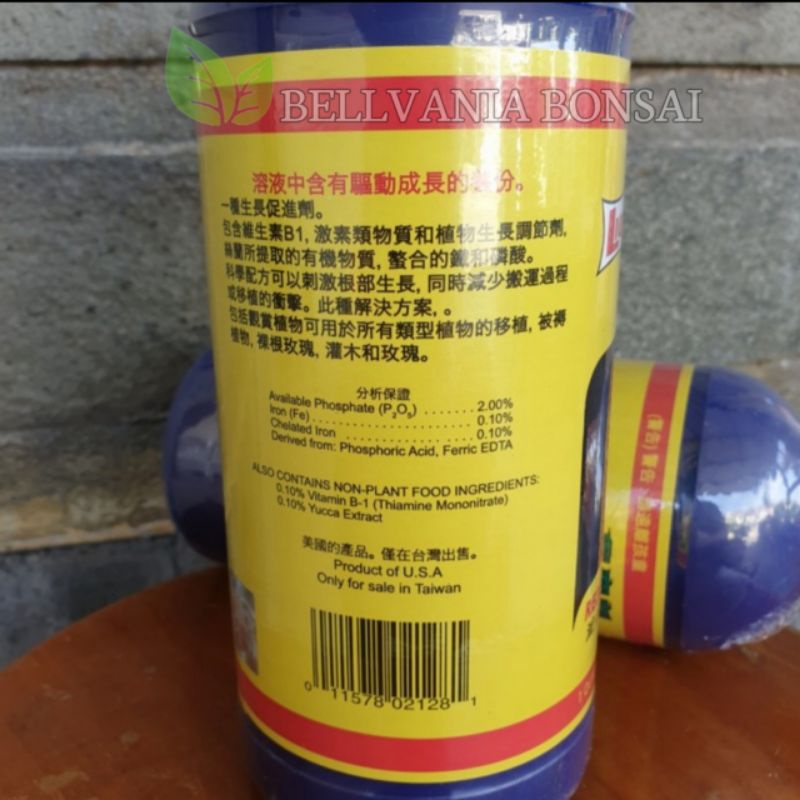 BELLVANIA BONSAI
溶液中含有驅動成長的 份。
一種生長促進劑。
包含維生素B1, 激素類物質和植物生長調節劑,
絲蘭所提取的有機物質, 螯合的鐵和磷酸。
科學配方可以刺激根部生長, 同時減少搬運過程
或移植的衝擊。此種解決方案, 。
包括觀賞植物可用於所有類型植物的移植, 被褥
植物, 裸根玫瑰, 灌木和玫瑰。
分析保證
Available Phosphate (P2O5) . . . . . . . 2.00%
Iron (Fe) . . . . . . . . . . . . . . . . . . . . . . 0.10%
Chelated Iron . . . . . . . . . . . . . . . . . . 0.10%
Derived from: Phosphoric Acid, Ferric EDTA
ALSO CONTAINS NON-PLANT FOOD INGREDIENTS:
0.10% Vitamin B-1 (Thiamine Mononitrate)
0.10% Yucca Extract
美國的產品。僅在台灣出售。
Product of U.S.A
Only for sale in Taiwan
0 11578 02128 1